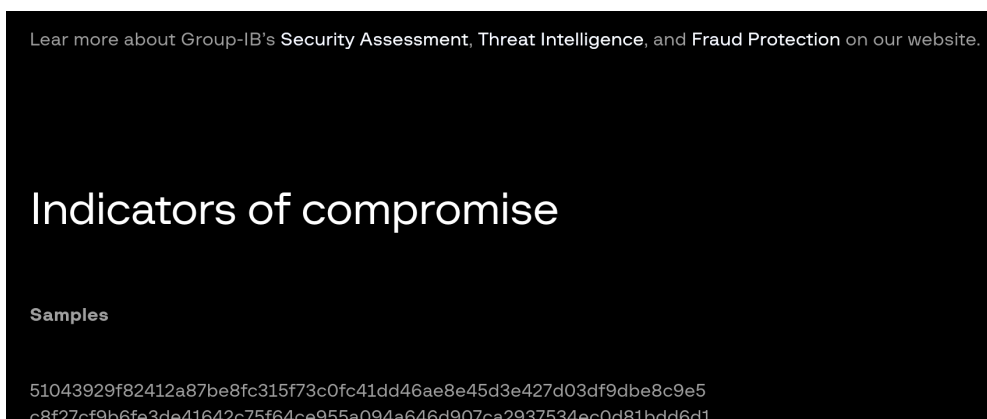 Lear more about Group-IB’s Security Assessment, Threat Intelligence, and Fraud Protection on our website.
Indicators of compromise
Samples
51043929f82412a87be8fc315f73c0fc41dd46ae8e45d3e427d03df9dbe8c9e5
c8f27cf9b6fe3de41642c75f64ce955a094a646d907ca2937534ec0d81bdd6d1